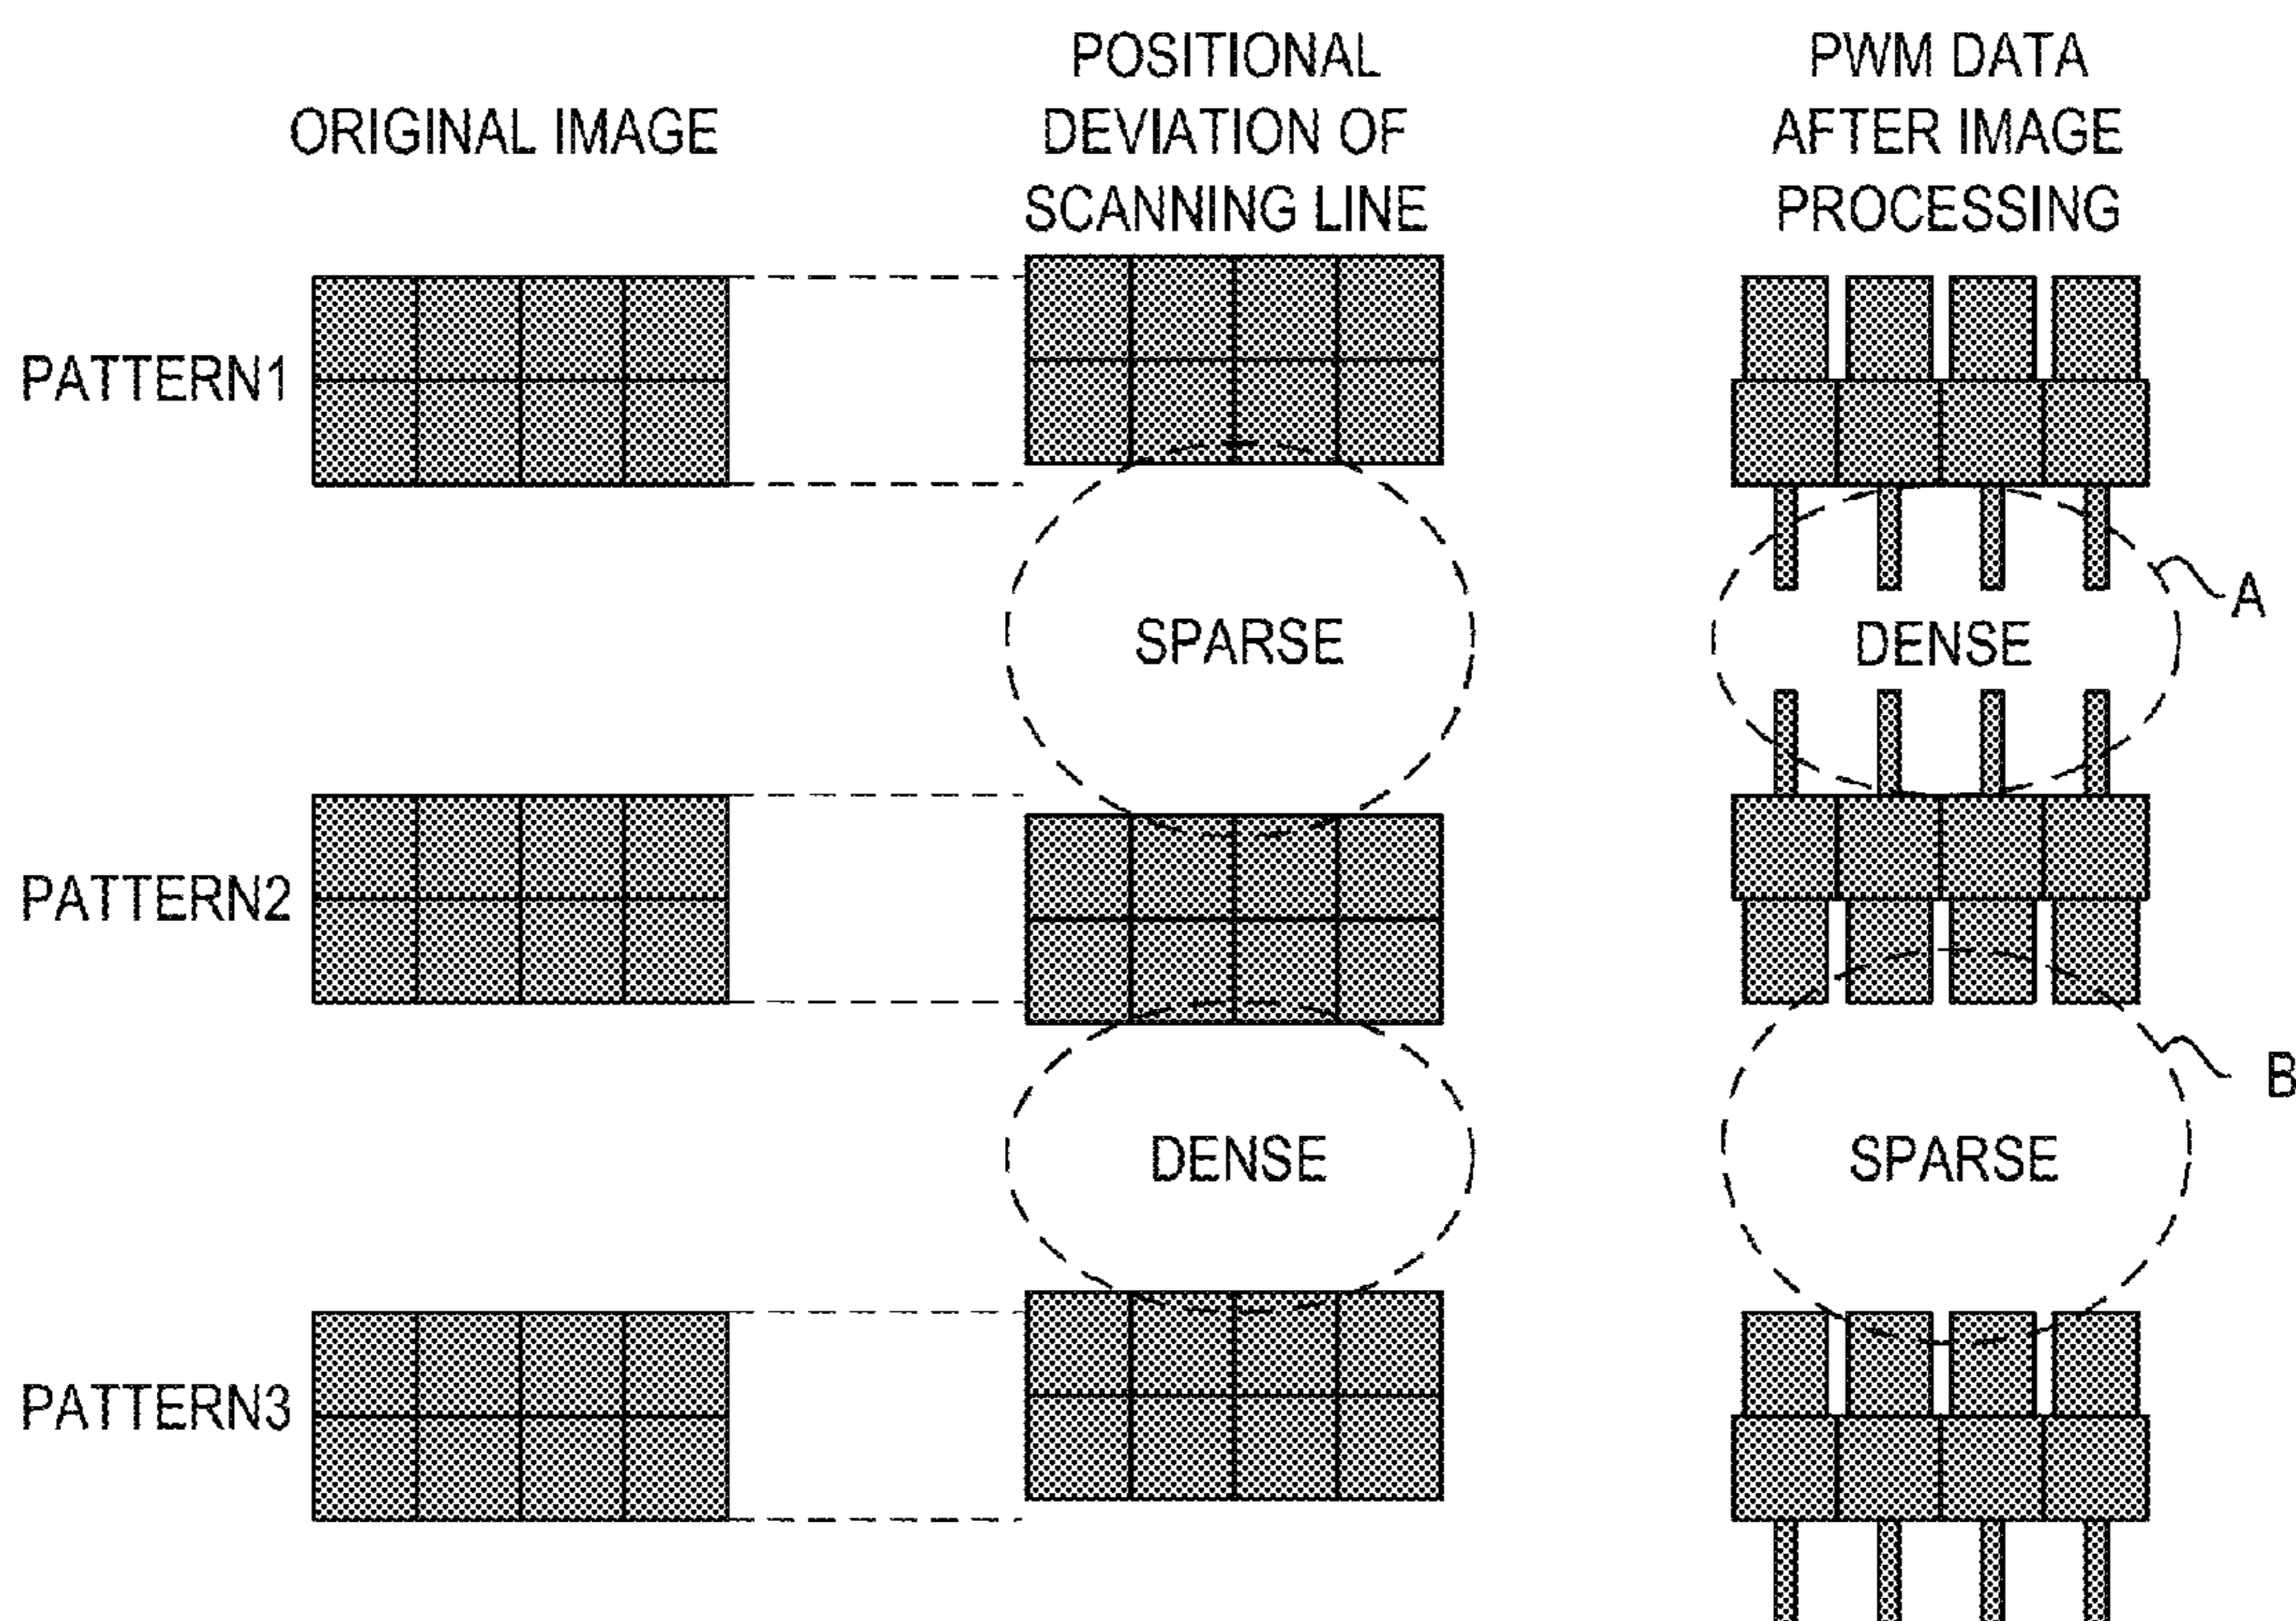 ORIGINAL IMAGE
POSITIONAL
DEVIATION OF
SCANNING LINE
PWM DATA
AFTER IMAGE
PROCESSING
PATTERN1
SPARSE
DENSE
A
PATTERN2
DENSE
SPARSE
B
PATTERN3